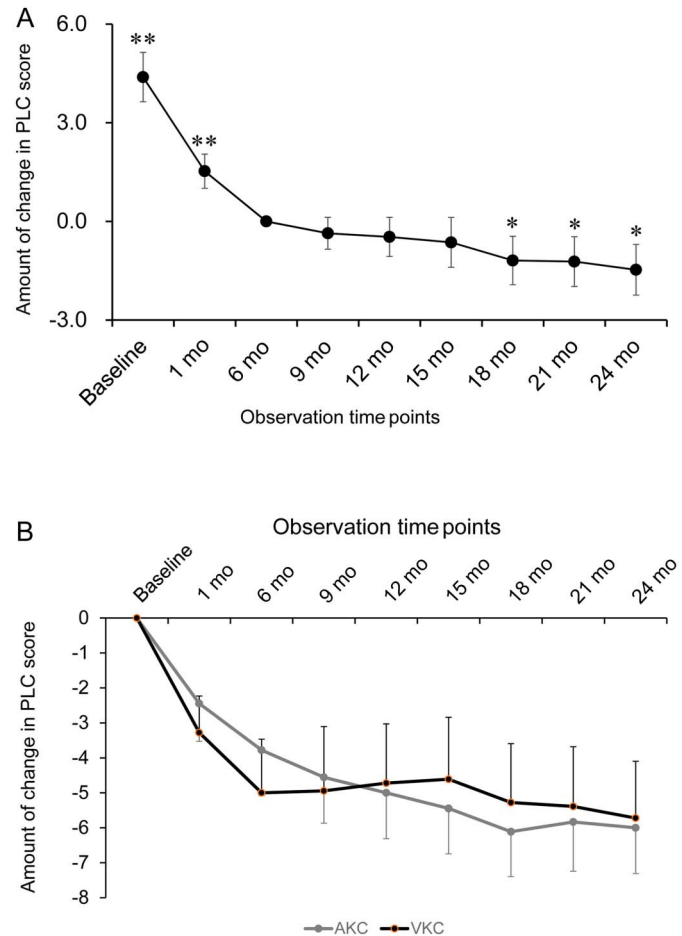 A
Amount of change in PLC score
6.0
3.0
0.0
-3.0
**
**
*
*
*
Baseline
1 mo
6 mo
9 mo
12 mo
15 mo
18 mo
21 mo
24 mo
Observation time points
B
Observation time points
Baseline
1 mo
6 mo
9 mo
12 mo
15 mo
18 mo
21 mo
24 mo
Amount of change in PLC score
0
-1
-2
-3
-4
-5
-6
-7
-8
AKC
VKC